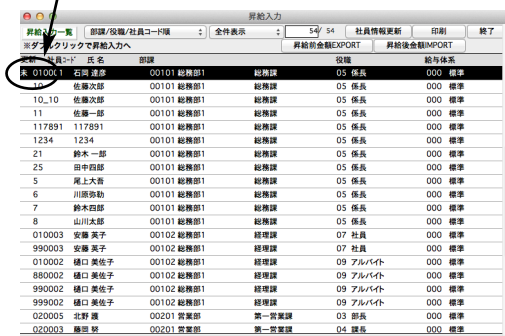 昇給入力
昇給入力一覧 部課/役職/社員コード順 全件表示 54/ 54 社員情報更新 印刷 終了
※ダブルクリックで昇給入力へ 昇給前金額EXPORT 昇給後金額IMPORT
更新 社員コード 氏 名 部課 役職 給与体系
未 010001 石岡 達彦 00101 総務部1 総務課 05 係長 000 標準
10 佐藤次郎 00101 総務部1 総務課 05 係長 000 標準
10_10 佐藤二郎 00101 総務部1 総務課 05 係長 000 標準
11 佐藤一郎 00101 総務部1 総務課 05 係長 000 標準
117891 117891 00101 総務部1 総務課 05 係長 000 標準
1234 1234 00101 総務部1 総務課 05 係長 000 標準
21 鈴木 一郎 00101 総務部1 総務課 05 係長 000 標準
25 田中四郎 00101 総務部1 総務課 05 係長 000 標準
5 尾上大吾 00101 総務部1 総務課 05 係長 000 標準
6 川原弥勒 00101 総務部1 総務課 05 係長 000 標準
7 鈴木四郎 00101 総務部1 総務課 05 係長 000 標準
8 山川太郎 00101 総務部1 総務課 05 係長 000 標準
010003 安藤 英子 00102 総務部1 経理課 07 社員 000 標準
990003 安藤 英子 00102 総務部1 経理課 07 社員 000 標準
010002 樋口 美佐子 00102 総務部1 経理課 09 アルバイト 000 標準
880002 樋口 美佐子 00102 総務部1 経理課 09 アルバイト 000 標準
990002 樋口 美佐子 00102 総務部1 経理課 09 アルバイト 000 標準
999002 樋口 美佐子 00102 総務部1 経理課 09 アルバイト 000 標準
020005 北野 護 00201 営業部 第一営業課 03 部長 000 標準
020003 藤岡 努 00201 営業部 第一営業課 04 課長 000 標準